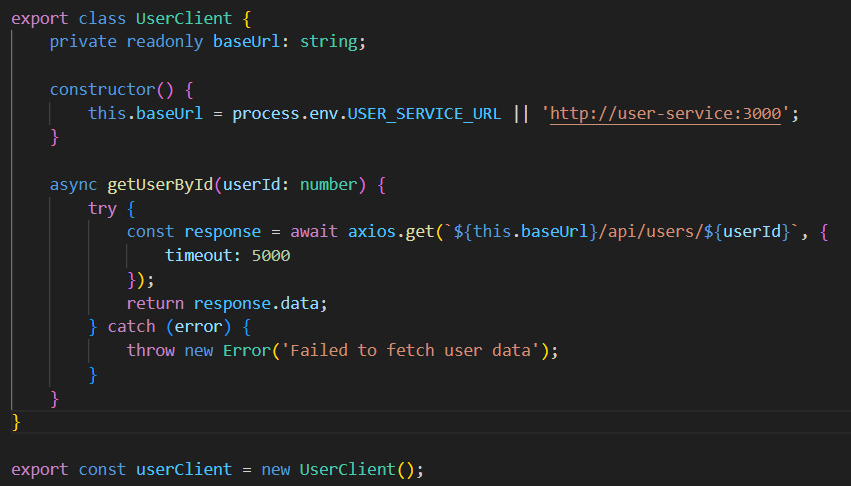 export class UserClient {
    private readonly baseUrl: string;

    constructor() {
        this.baseUrl = process.env.USER_SERVICE_URL || 'http://user-service:3000';
    }

    async getUserById(userId: number) {
        try {
            const response = await axios.get(`${this.baseUrl}/api/users/${userId}`, {
                timeout: 5000
            });
            return response.data;
        } catch (error) {
            throw new Error('Failed to fetch user data');
        }
    }
}

export const userClient = new UserClient();